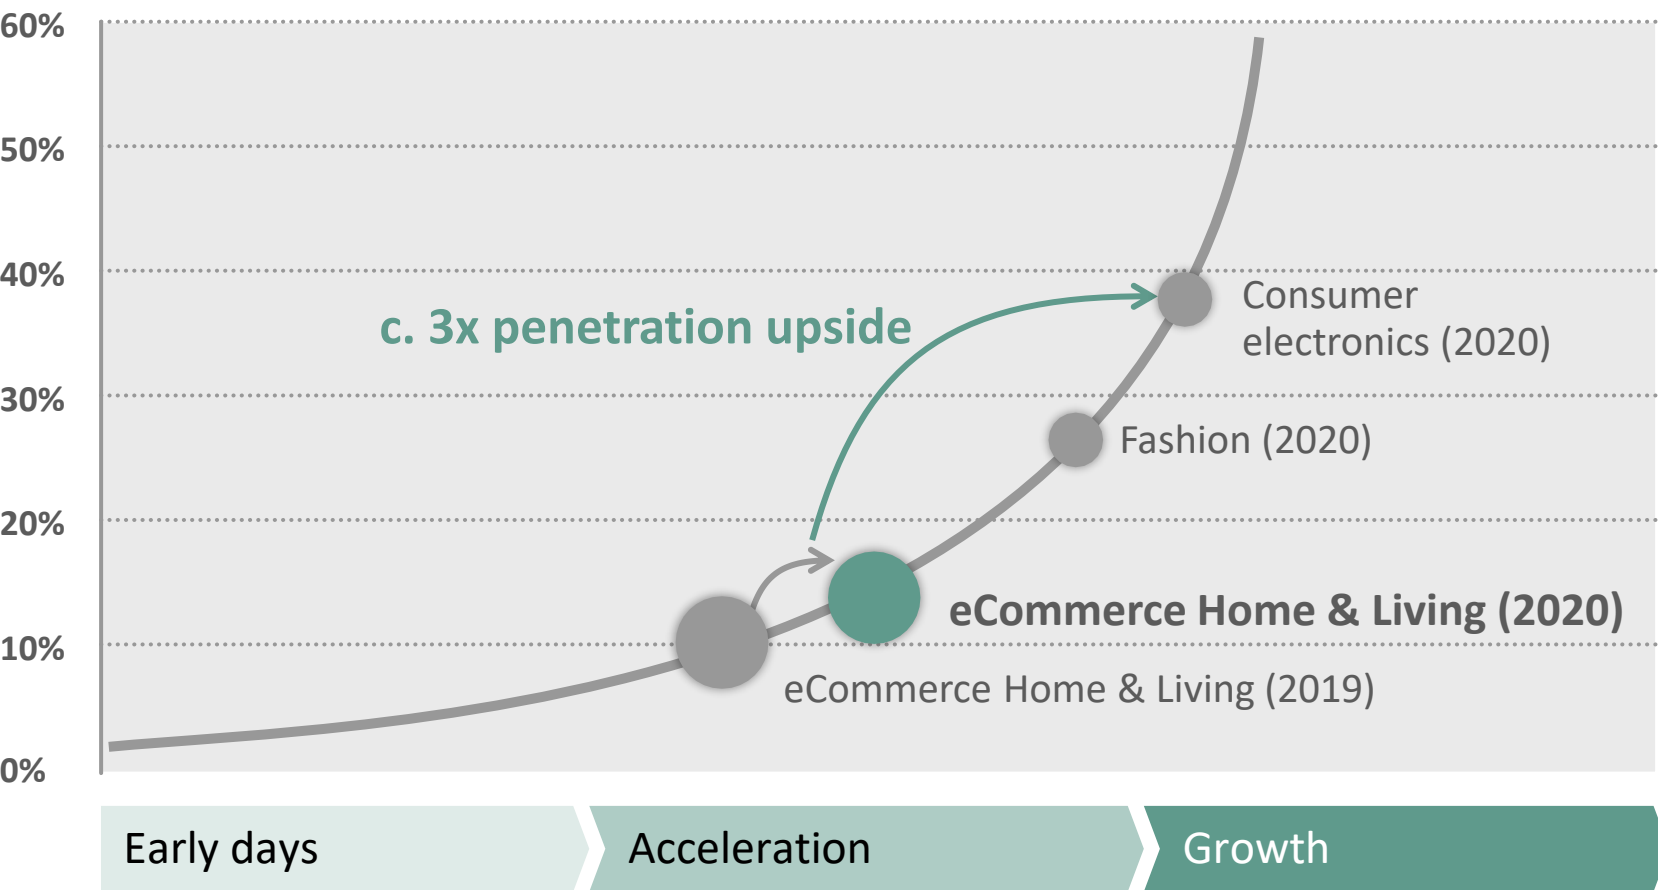 60%
50%
40%
30%
20%
10%
0%
c. 3x penetration upside
Consumer
electronics (2020)
Fashion (2020)
eCommerce Home & Living (2020)
eCommerce Home & Living (2019)
Early days
Acceleration
Growth